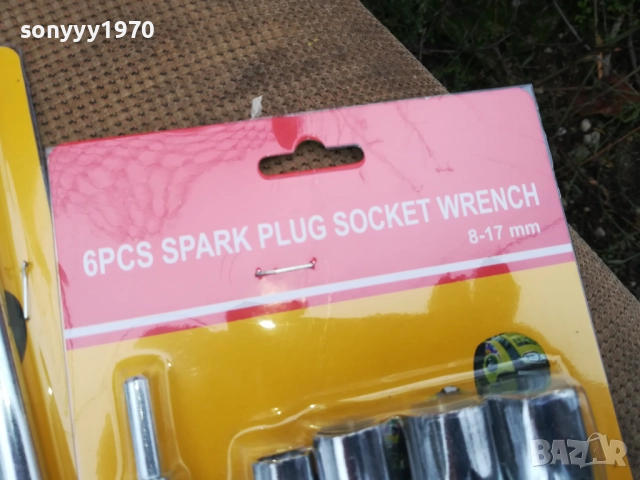 sonyyy1970
6PCS SPARK PLUG SOCKET WRENCH
8-17 mm
BAZAR